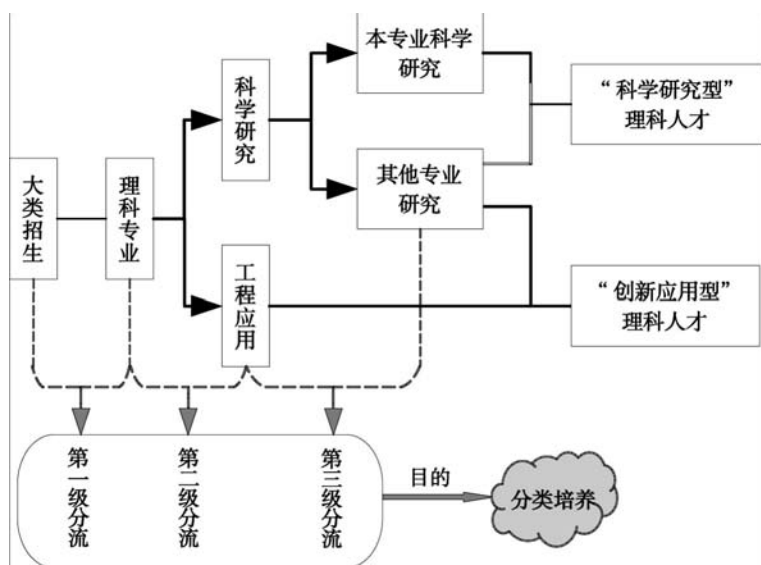 大类招生
理科专业
科学研究
工程应用
本专业科学
研究
其他专业
研究
“科学研究型”
理科人才
“创新应用型”
理科人才
第一级分流
第二级分流
第三级分流
目的
分类培养